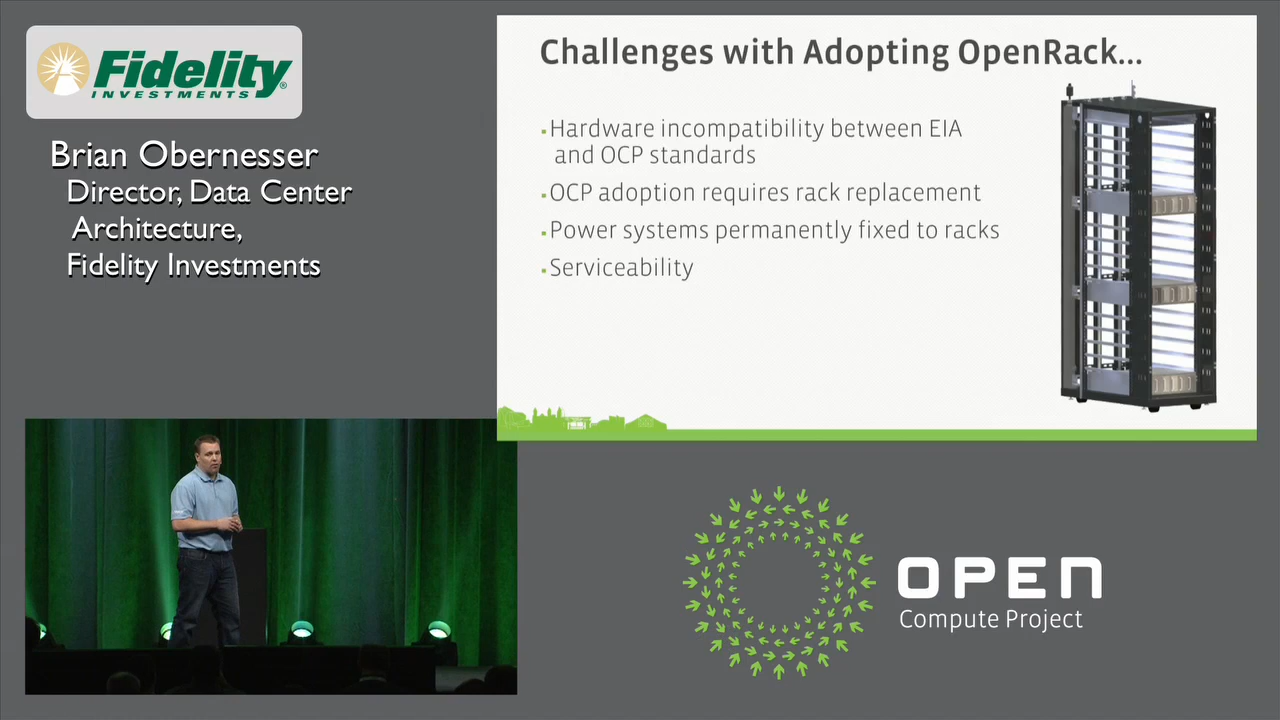 Fidelity®
INVESTMENTS
Brian Obernesser
Director, Data Center
Architecture,
Fidelity Investments
Challenges with Adopting OpenRack...
▪Hardware incompatibility between EIA
and OCP standards
▪OCP adoption requires rack replacement
▪Power systems permanently fixed to racks
▪Serviceability
OPEN
Compute Project